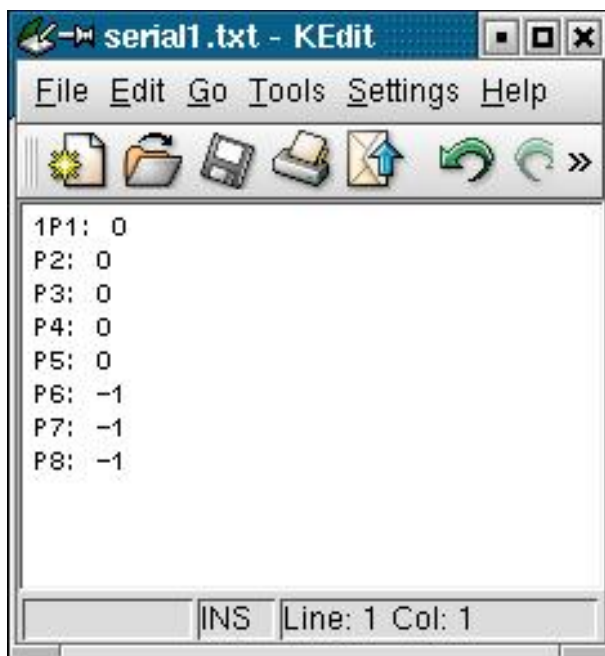 serial1.txt - KEdit
File Edit Go Tools Settings Help
1P1: 0
P2: 0
P3: 0
P4: 0
P5: 0
P6: -1
P7: -1
P8: -1
INS Line: 1 Col: 1